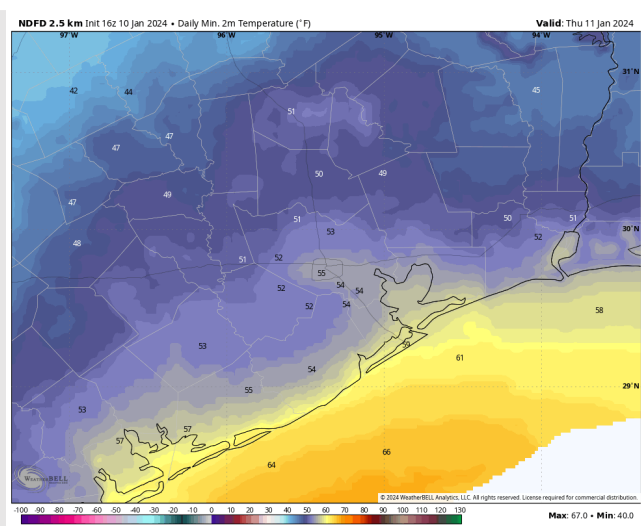 NDFD 2.5 km Init 16z 10 Jan 2024 • Daily Min. 2m Temperature (°F)
Valid: Thu 11 Jan 2024
97°W 96°W 95°W 94°W
31°N
42 44 45
51
47
47
50 49
49
47
51 50 51
30°N
53
52
48
51 52
55
52 54 54
52 54
58
53
59
61
54
29°N
55
53
57
57
66
64
WEATHERBELL
© 2024 WeatherBELL Analytics, LLC. All rights reserved. License required for commercial distribution.
-100 -90 -80 -70 -60 -50 -40 -30 -20 -10 0 10 20 30 40 50 60 70 80 90 100 110 120 130
Max: 67.0 • Min: 40.0